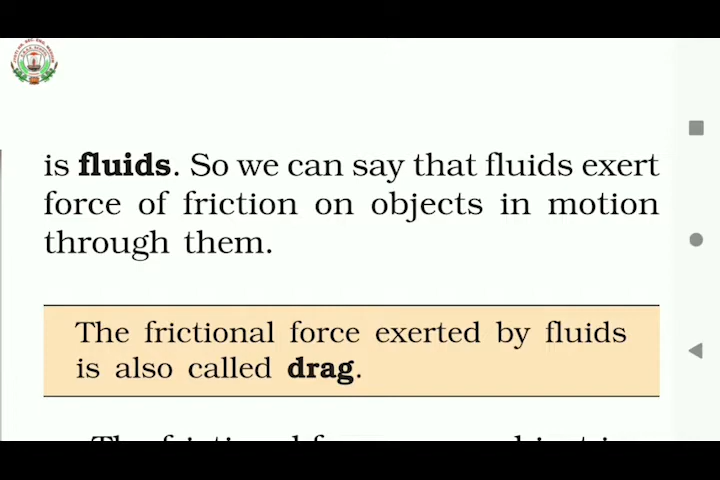 is fluids. So we can say that fluids exert
force of friction on objects in motion
through them.
The frictional force exerted by fluids
is also called drag.